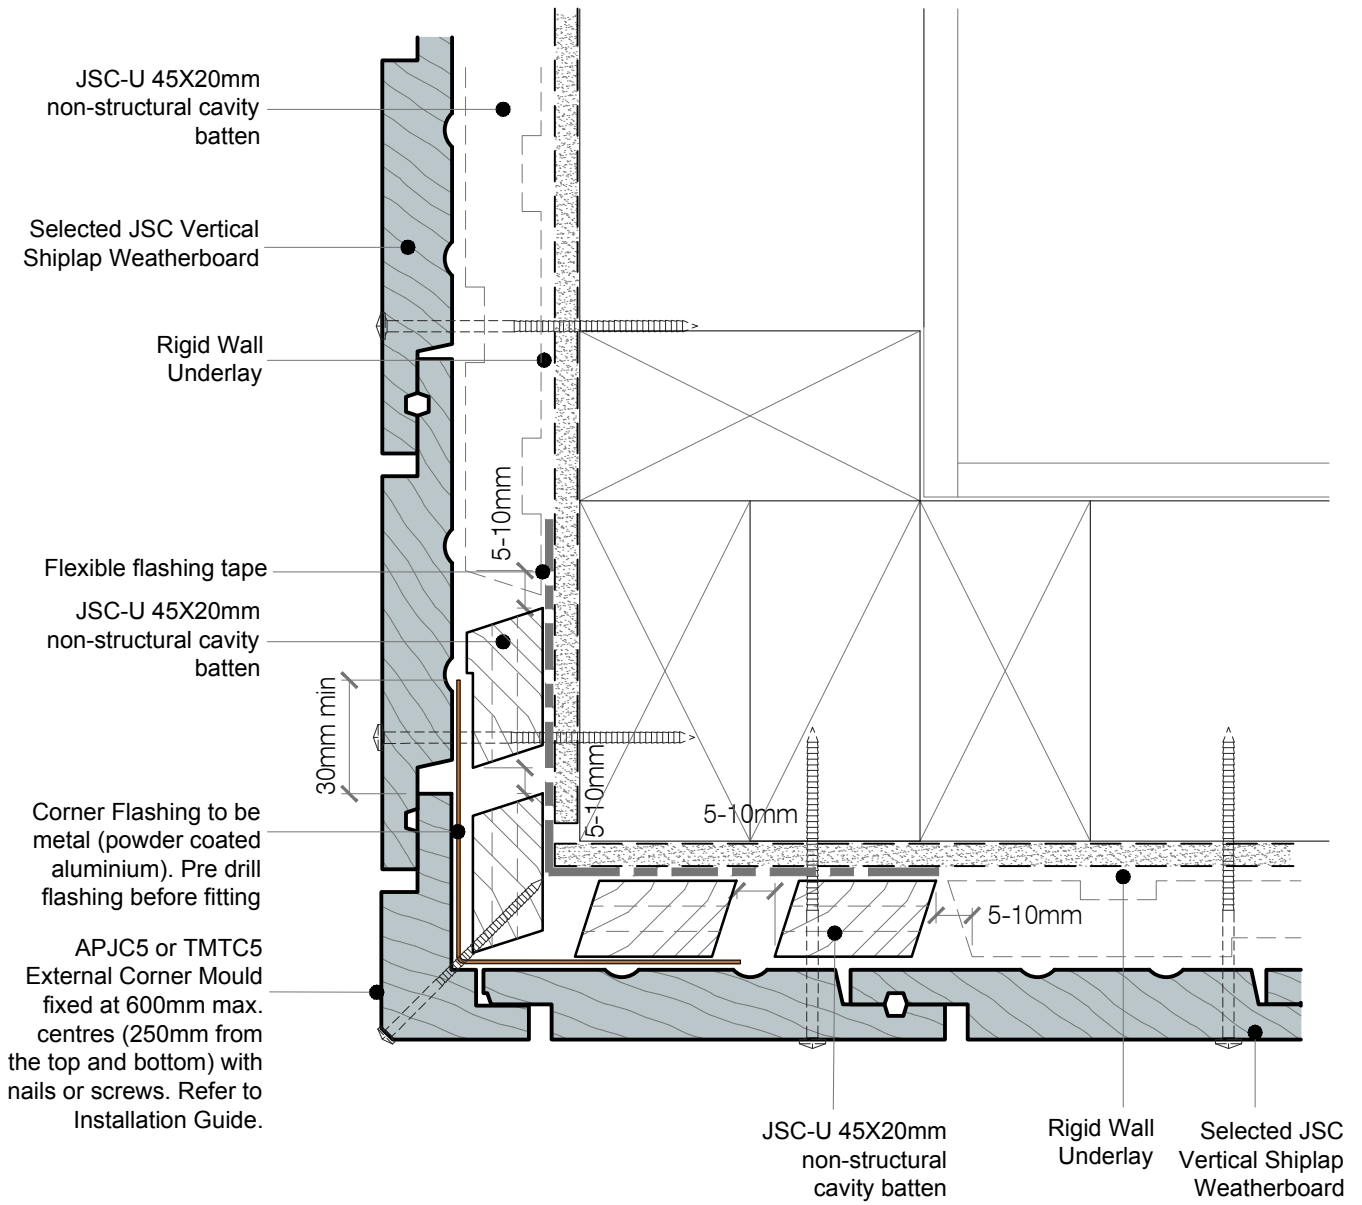 JSC-U 45X20mm
non-structural cavity
batten
Selected JSC Vertical
Shiplap Weatherboard
Rigid Wall
Underlay
5-10mm
Flexible flashing tape
JSC-U 45X20mm
non-structural cavity
batten
30mm min
5-10mm
5-10mm
Corner Flashing to be
metal (powder coated
aluminium). Pre drill
flashing before fitting
5-10mm
APJC5 or TMTC5
External Corner Mould
fixed at 600mm max.
centres (250mm from
the top and bottom) with
nails or screws. Refer to
Installation Guide.
JSC-U 45X20mm
non-structural
cavity batten
Rigid Wall
Underlay
Selected JSC
Vertical Shiplap
Weatherboard